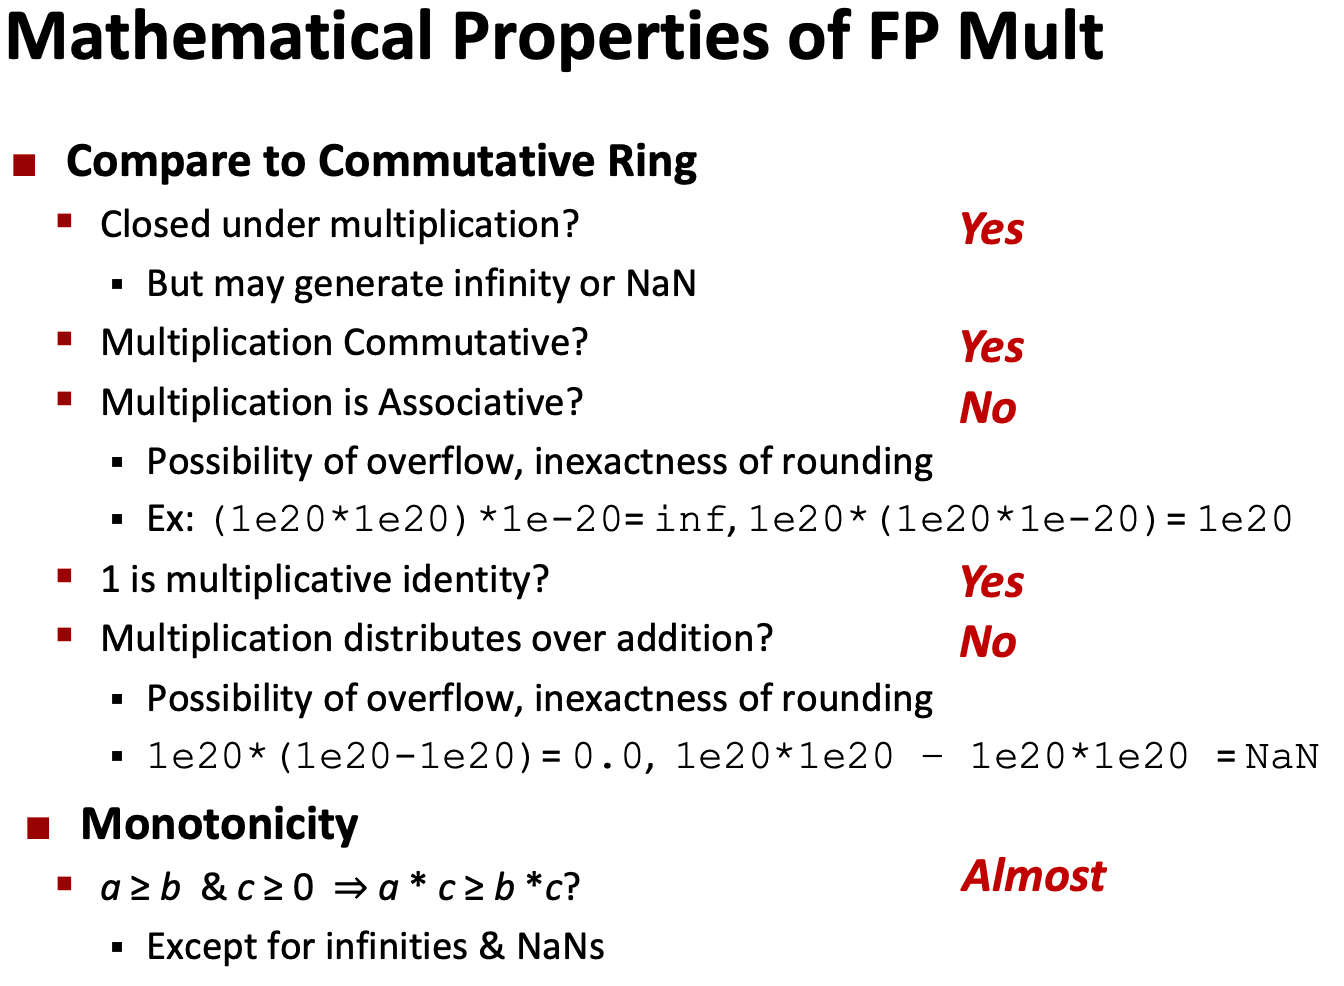 Mathematical Properties of FP Mult
■ Compare to Commutative Ring
▪ Closed under multiplication? Yes
▪ But may generate infinity or NaN
▪ Multiplication Commutative? Yes
▪ Multiplication is Associative? No
▪ Possibility of overflow, inexactness of rounding
▪ Ex: (1e20*1e20)*1e-20= inf, 1e20*(1e20*1e-20)= 1e20
▪ 1 is multiplicative identity? Yes
▪ Multiplication distributes over addition? No
▪ Possibility of overflow, inexactness of rounding
▪ 1e20*(1e20-1e20)= 0.0, 1e20*1e20 – 1e20*1e20 = NaN
■ Monotonicity
▪ a ≥ b & c ≥ 0 ⇒ a * c ≥ b *c? Almost
▪ Except for infinities & NaNs